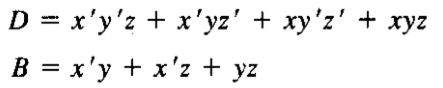 D = x'y'z + x'yz' + xy'z' + xyz
B = x'y + x'z + yz